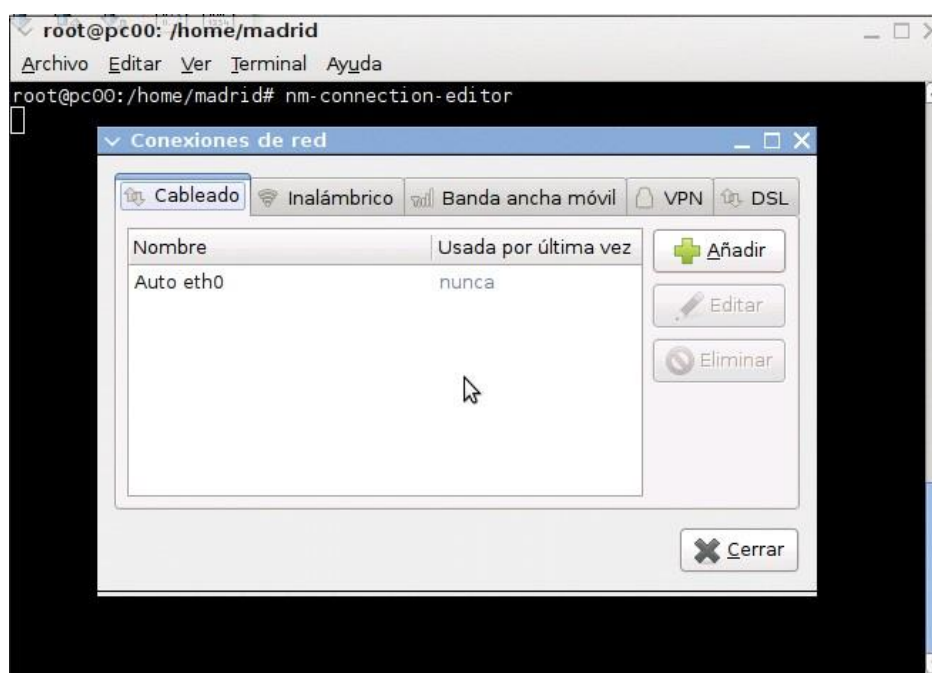 root@pc00: /home/madrid
Archivo Editar Ver Terminal Ayuda
root@pc00:/home/madrid# nm-connection-editor
Conexiones de red
Cableado Inalámbrico Banda ancha móvil VPN DSL
Nombre Usada por última vez Añadir
Auto eth0 nunca
Editar
Eliminar
Cerrar